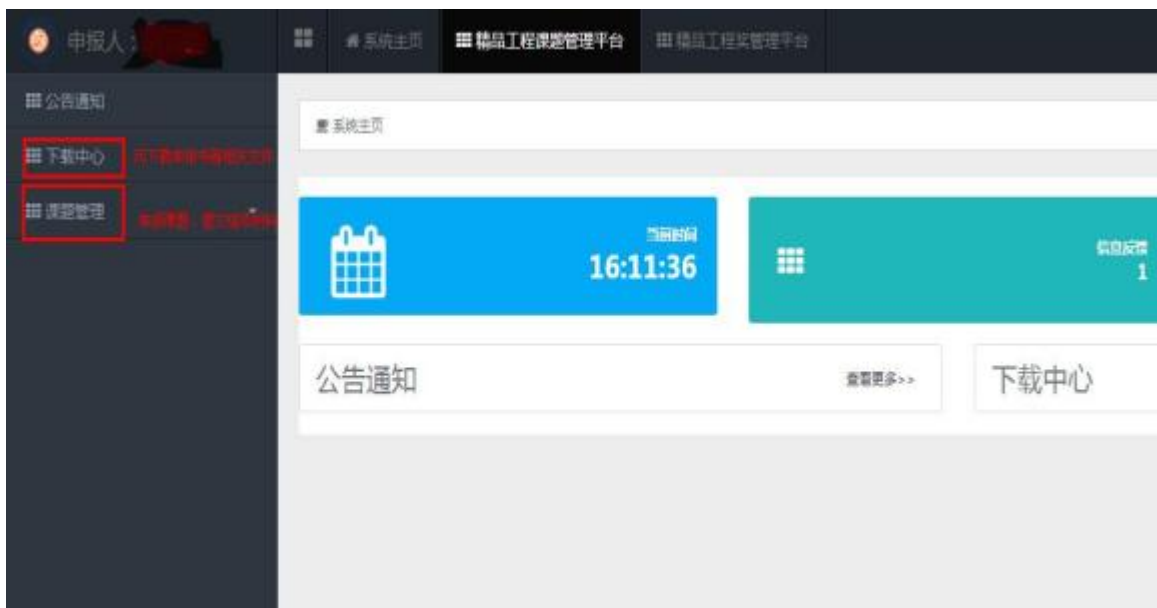 申报人:
系统主页
精品工程课题管理平台
精品工程奖管理平台
公告通知
下载中心
课题管理
系统主页
当前时间
16:11:36
信息反馈
1
公告通知
查看更多>>
下载中心